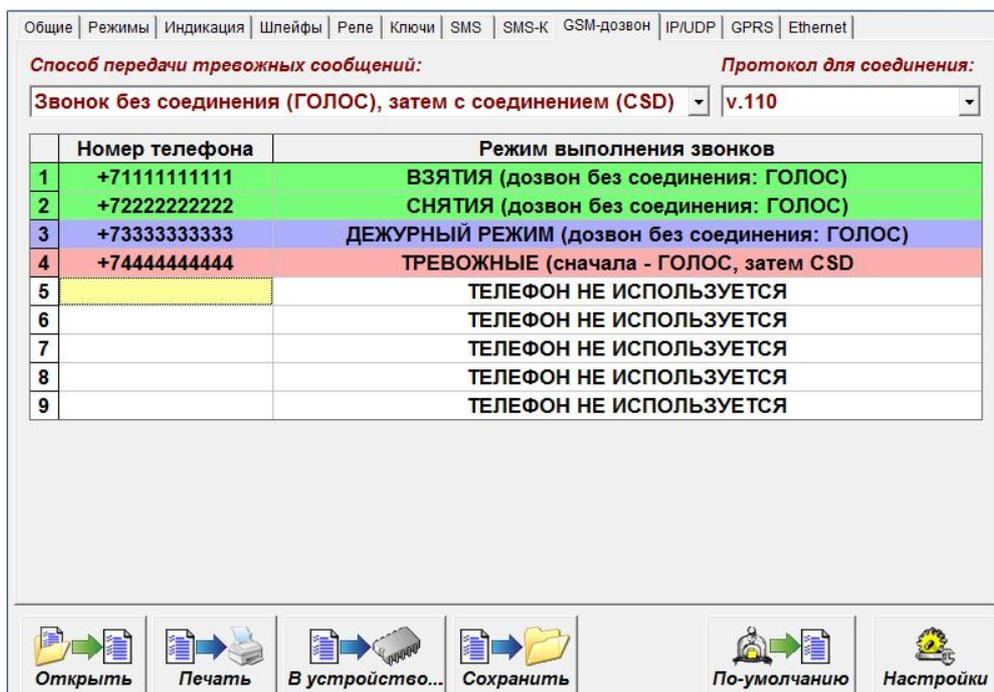 Общие Режимы Индикация Шлейфы Реле Ключи SMS SMS-K GSM-дозвон IP/UDP GPRS Ethernet
Способ передачи тревожных сообщений: Протокол для соединения:
Звонок без соединения (ГОЛОС), затем с соединением (CSD) v.110
Номер телефона Режим выполнения звонков
1 +71111111111 ВЗЯТИЯ (дозвон без соединения: ГОЛОС)
2 +72222222222 СНЯТИЯ (дозвон без соединения: ГОЛОС)
3 +73333333333 ДЕЖУРНЫЙ РЕЖИМ (дозвон без соединения: ГОЛОС)
4 +74444444444 ТРЕВОЖНЫЕ (сначала - ГОЛОС, затем CSD
5 ТЕЛЕФОН НЕ ИСПОЛЬЗУЕТСЯ
6 ТЕЛЕФОН НЕ ИСПОЛЬЗУЕТСЯ
7 ТЕЛЕФОН НЕ ИСПОЛЬЗУЕТСЯ
8 ТЕЛЕФОН НЕ ИСПОЛЬЗУЕТСЯ
9 ТЕЛЕФОН НЕ ИСПОЛЬЗУЕТСЯ
Открыть Печать В устройство... Сохранить По-умолчанию Настройки